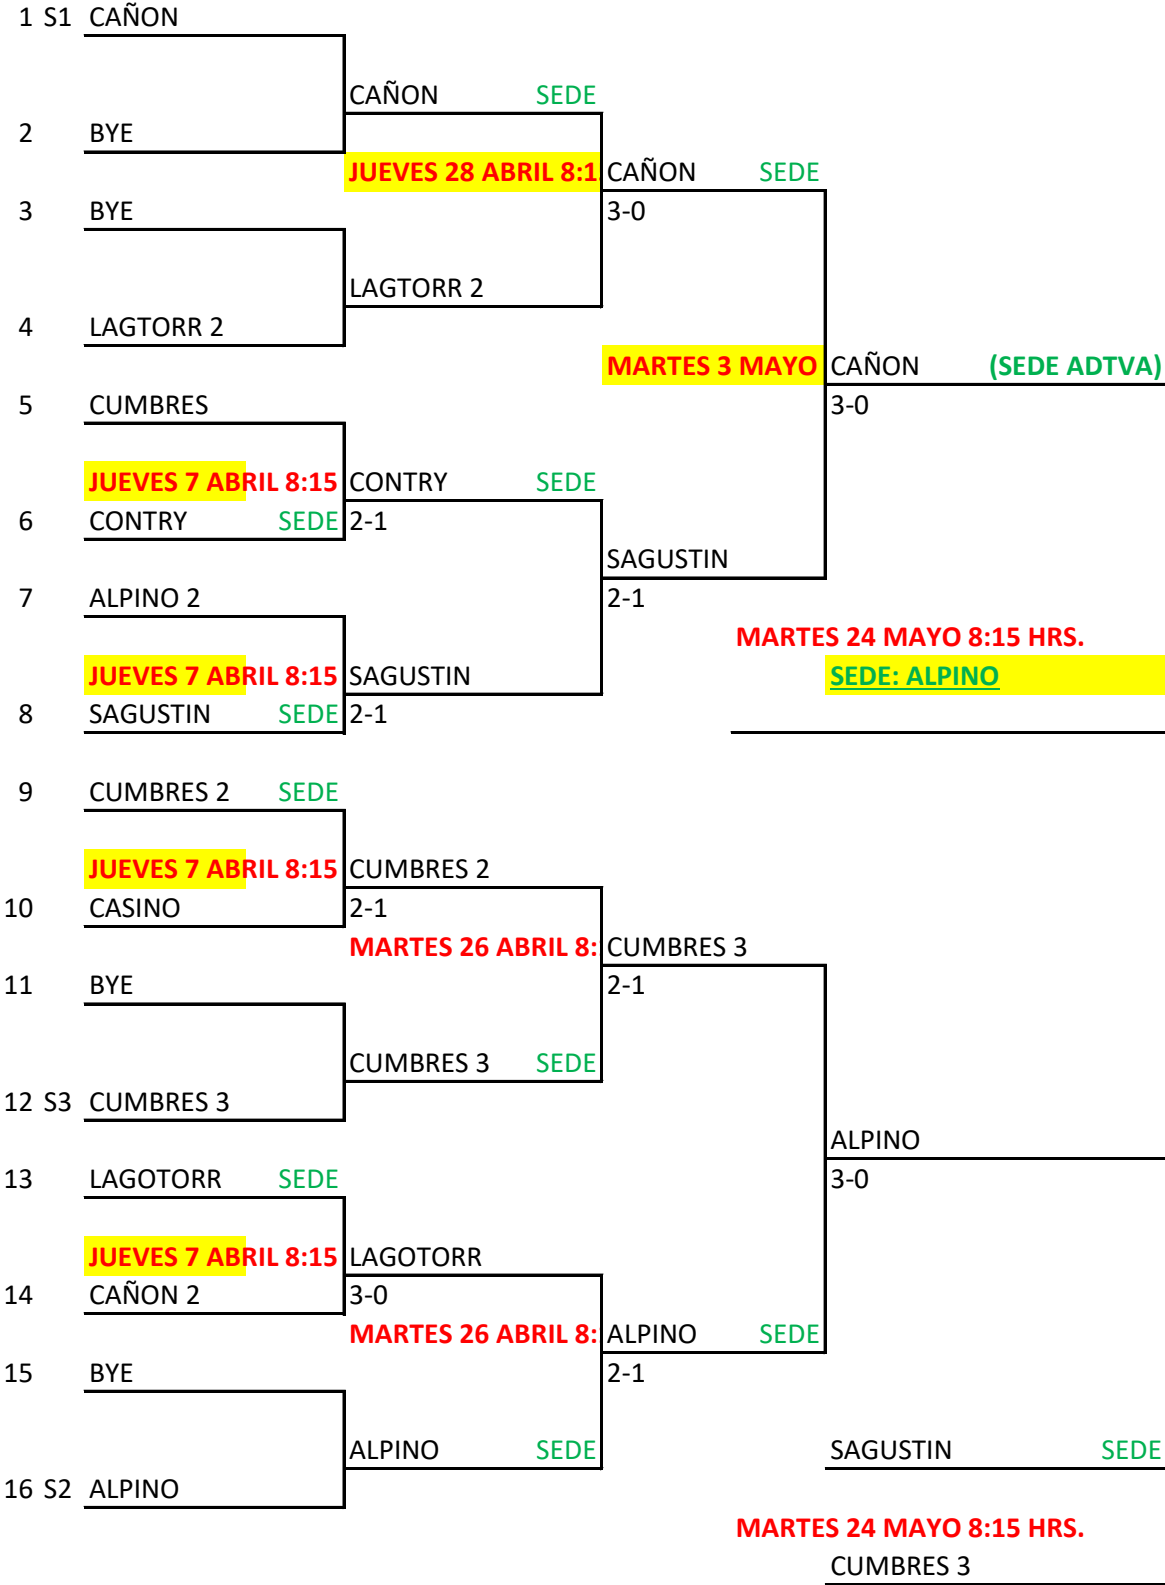 1 S1 CAÑON
CAÑON SEDE
2 BYE
JUEVES 28 ABRIL 8:1 CAÑON SEDE
3 BYE 3-0
LAGTORR 2
4 LAGTORR 2
MARTES 3 MAYO CAÑON (SEDE ADTVA)
5 CUMBRES 3-0
JUEVES 7 ABRIL 8:15 CONTRY SEDE
6 CONTRY SEDE 2-1
SAGUSTIN
7 ALPINO 2 2-1
MARTES 24 MAYO 8:15 HRS.
JUEVES 7 ABRIL 8:15 SAGUSTIN SEDE: ALPINO
8 SAGUSTIN SEDE 2-1
9 CUMBRES 2 SEDE
JUEVES 7 ABRIL 8:15 CUMBRES 2
10 CASINO 2-1
MARTES 26 ABRIL 8: CUMBRES 3
11 BYE 2-1
CUMBRES 3 SEDE
12 S3 CUMBRES 3
ALPINO
13 LAGOTORR SEDE 3-0
JUEVES 7 ABRIL 8:15 LAGOTORR
14 CAÑON 2 3-0
MARTES 26 ABRIL 8: ALPINO SEDE
15 BYE 2-1
ALPINO SEDE SAGUSTIN SEDE
16 S2 ALPINO
MARTES 24 MAYO 8:15 HRS.
CUMBRES 3